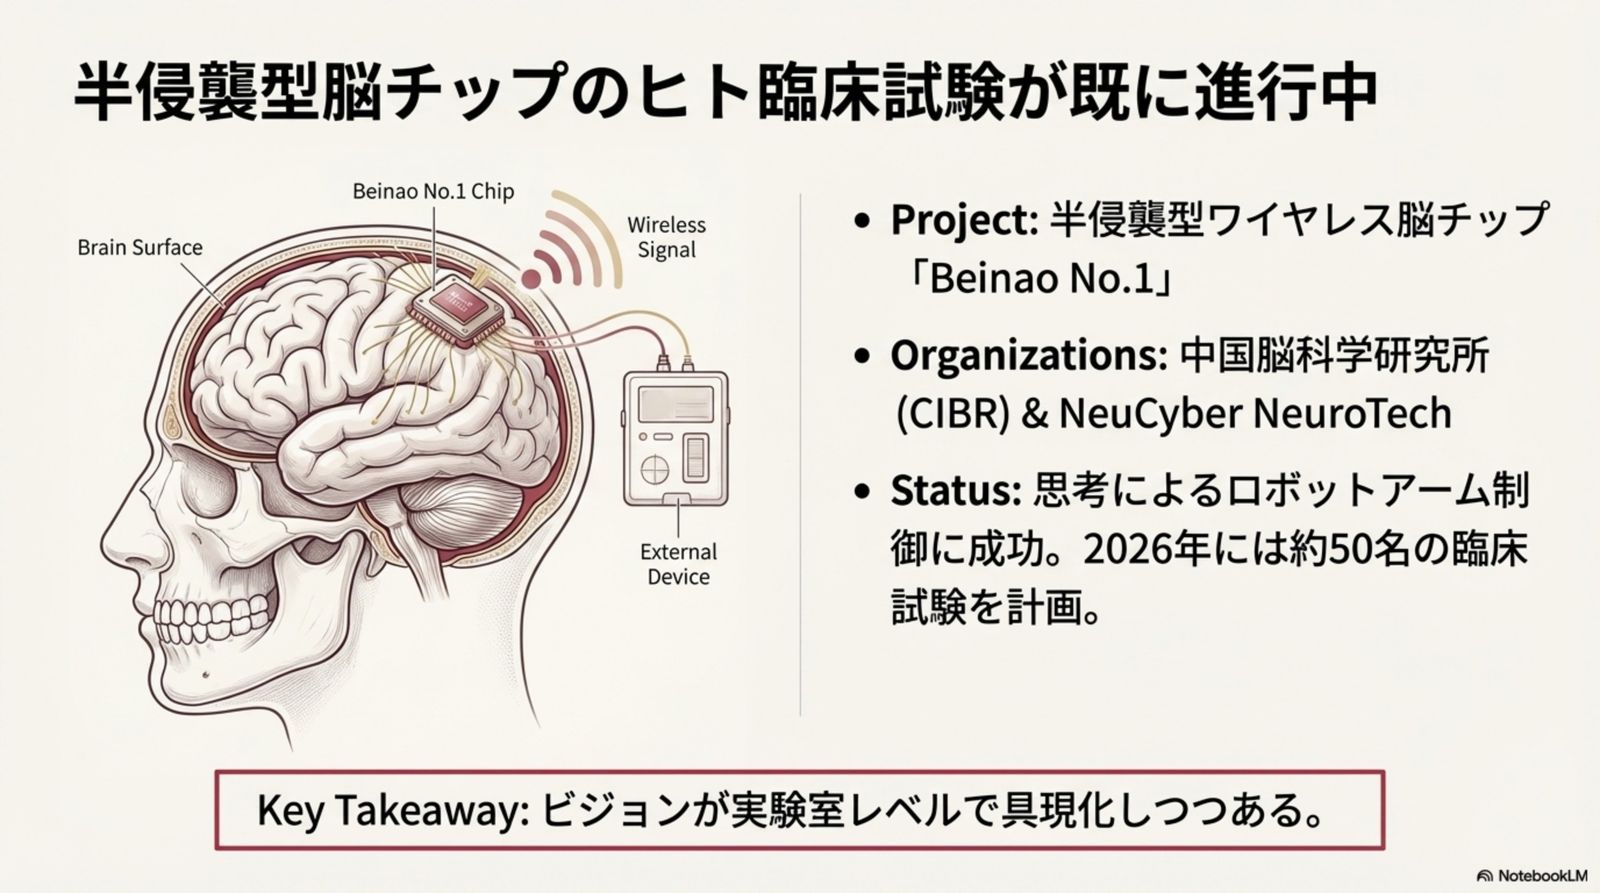 半侵襲型脳チップのヒト臨床試験が既に進行中
Beinao No.1 Chip
Brain Surface
Wireless
Signal
External
Device
• Project: 半侵襲型ワイヤレス脳チップ
「Beinao No.1」
• Organizations: 中国脳科学研究所
(CIBR) & NeuCyber NeuroTech
• Status: 思考によるロボットアーム制
御に成功。2026年には約50名の臨床
試験を計画。
Key Takeaway: ビジョンが実験室レベルで具現化しつつある。
NotebookLM